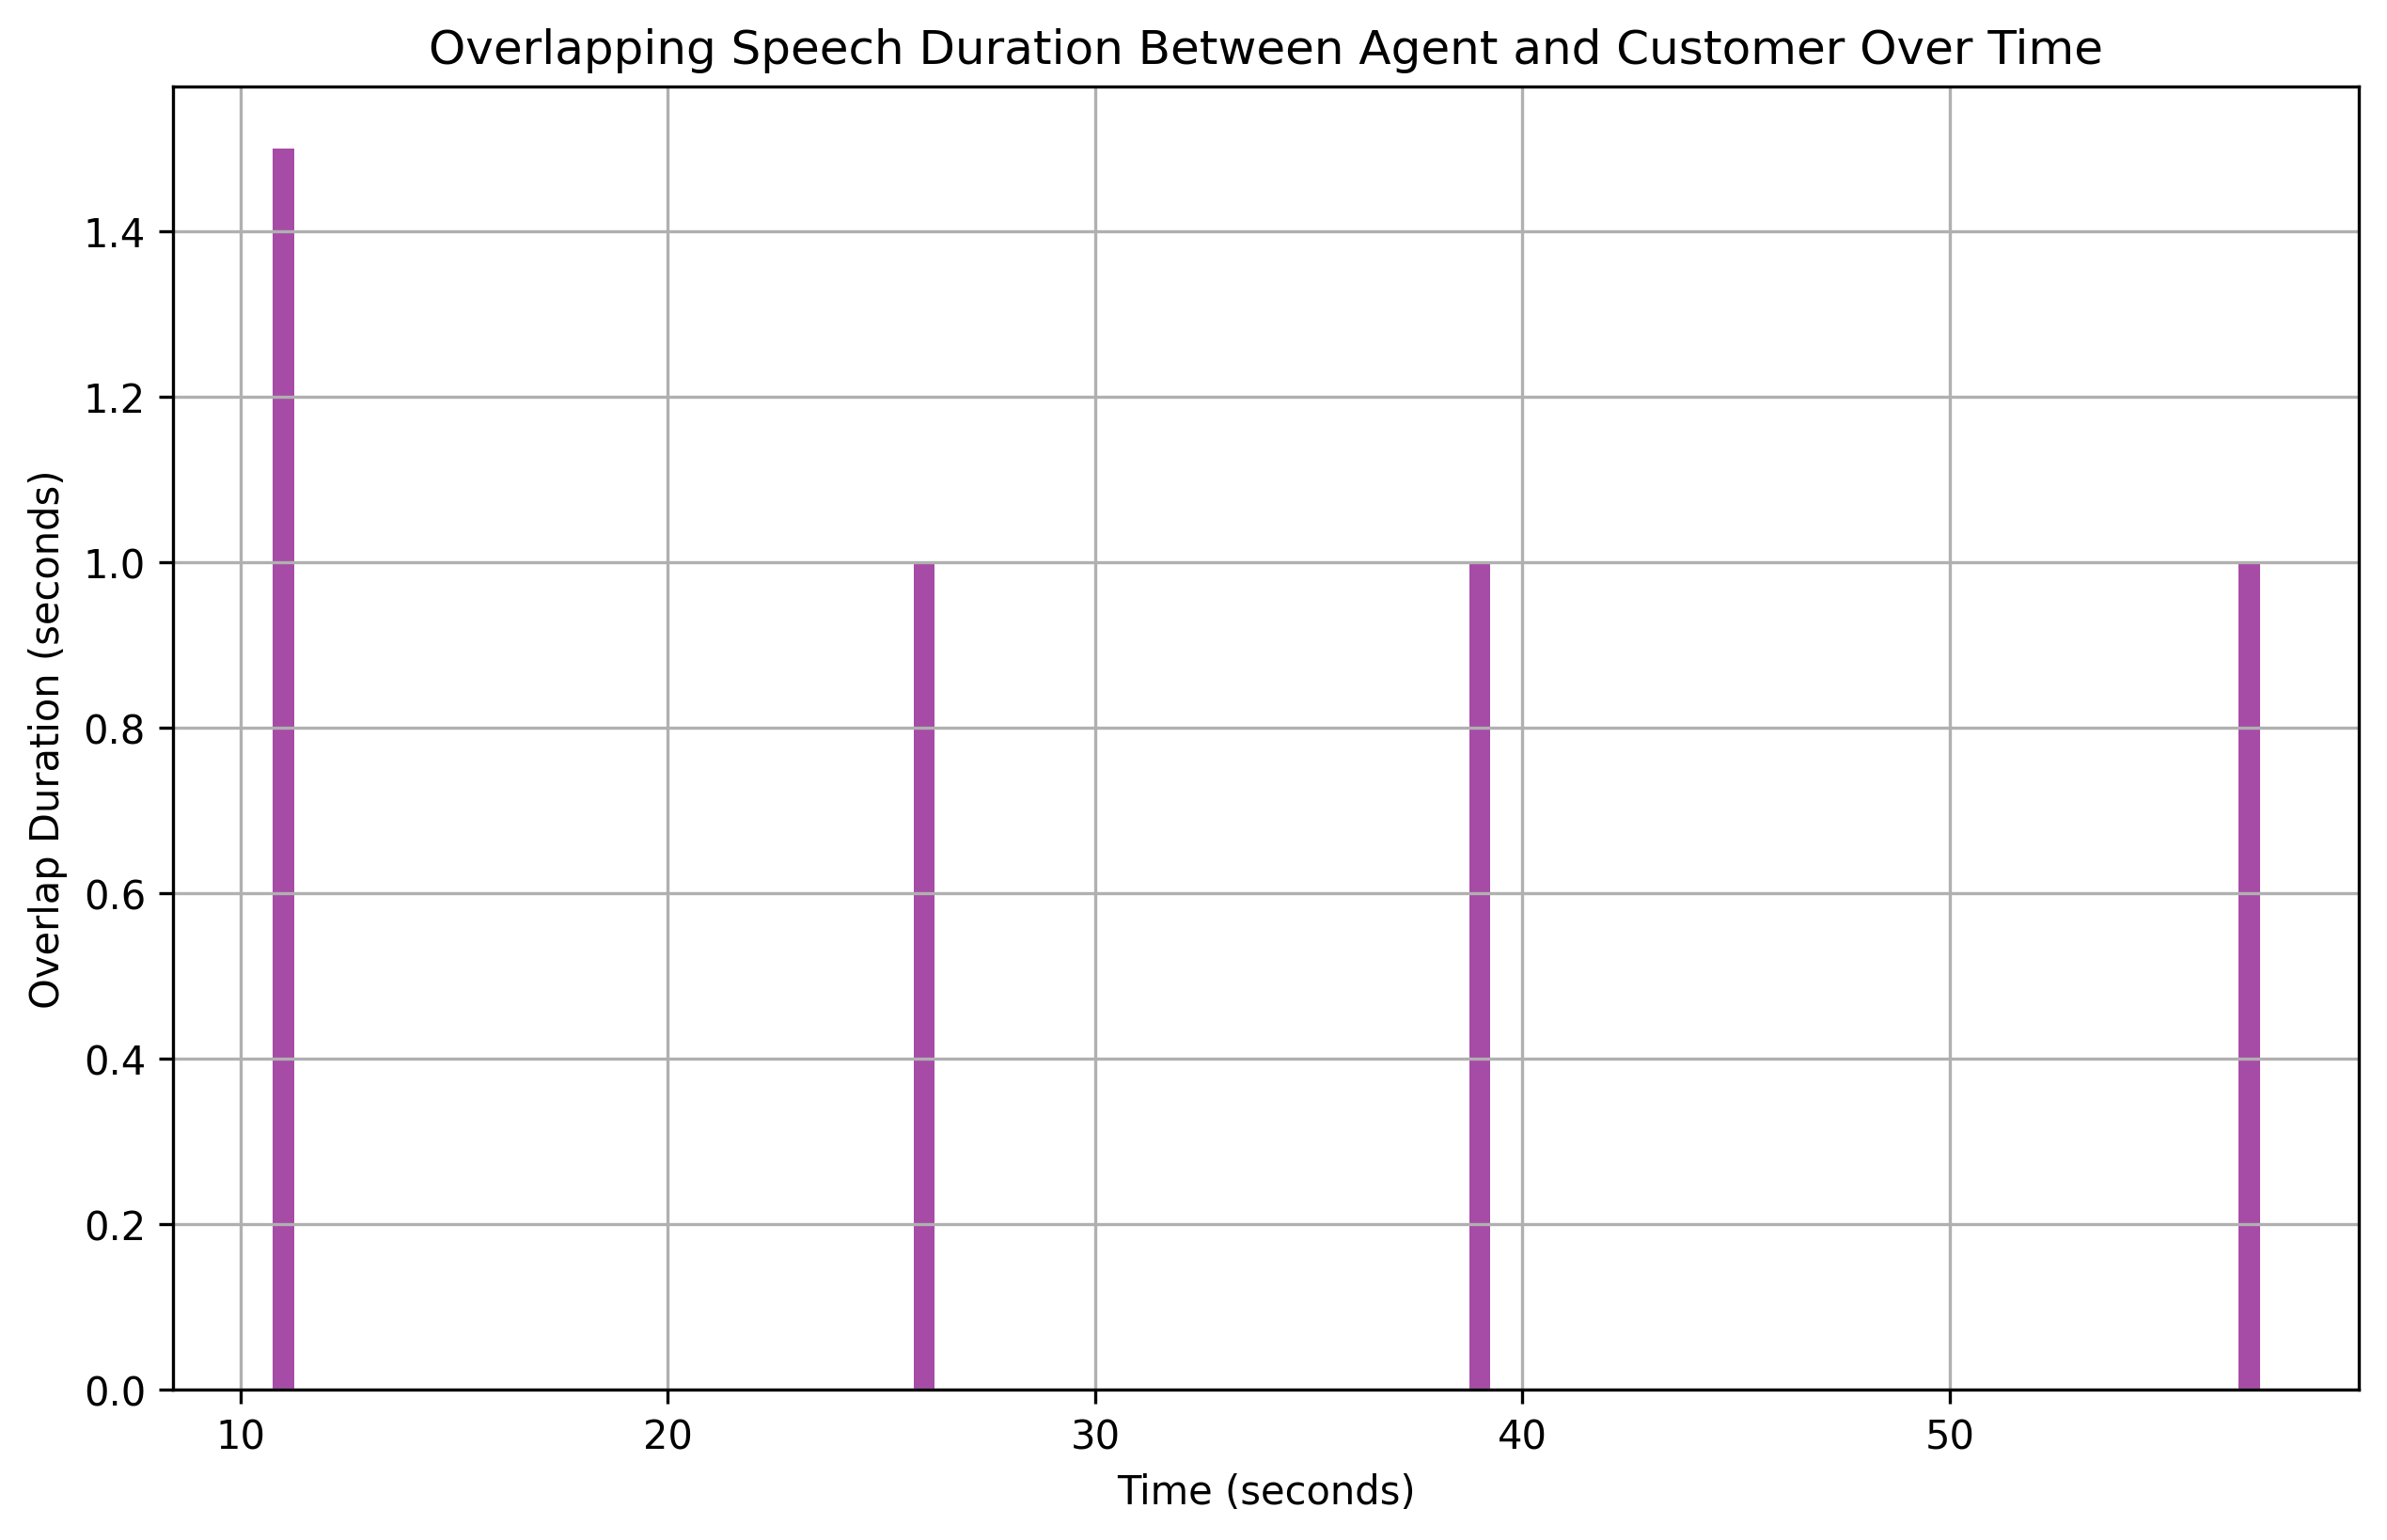 Overlapping Speech Duration Between Agent and Customer Over Time
Overlap Duration (seconds)
1.4
1.2
1.0
0.8
0.6
0.4
0.2
0.0
10 20 30 40 50
Time (seconds)